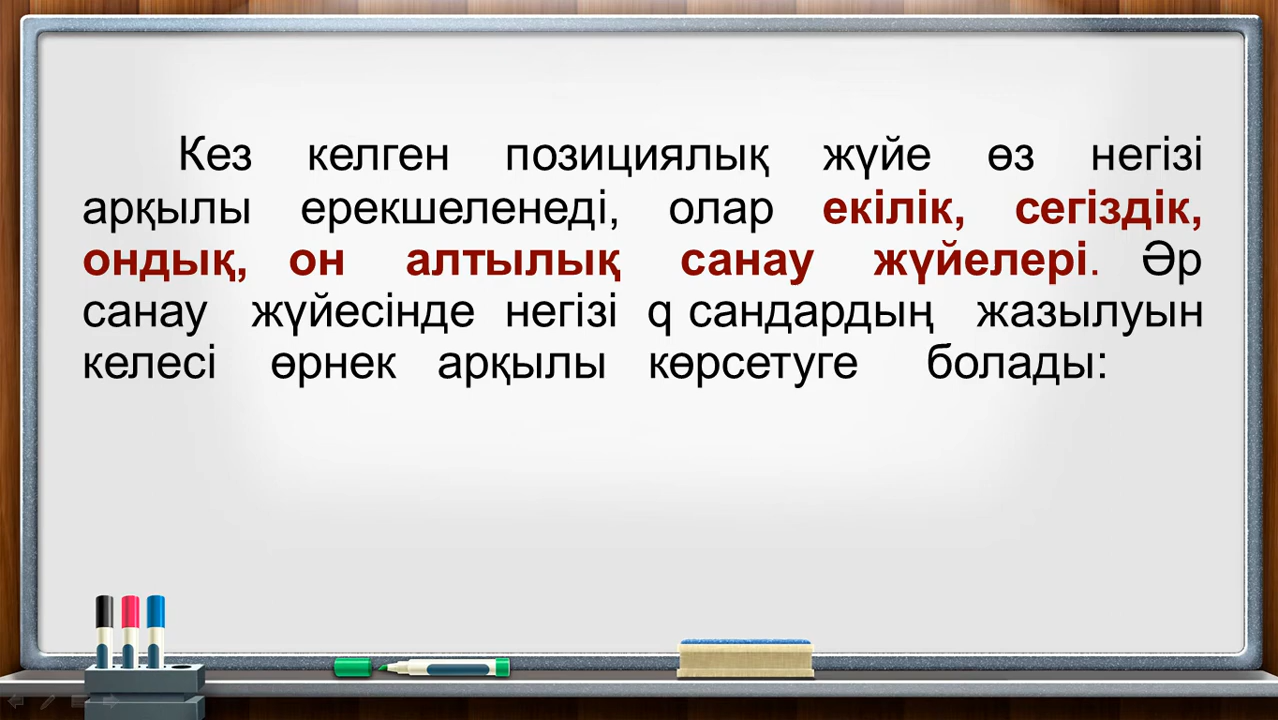 Кез келген позициялық жүйе өз негізі
арқылы ерекшеленеді, олар екілік, сегіздік,
ондық, он алтылық санау жүйелері. Әр
санау жүйесінде негізі q сандардың жазылуын
келесі өрнек арқылы көрсетуге болады: